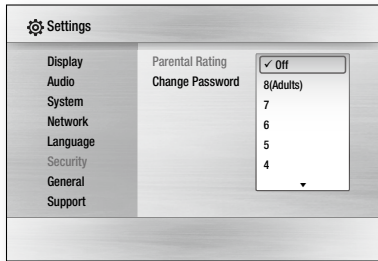 Settings
Display
Audio
System
Network
Language
Security
General
Support
Parental Rating
Change Password
✓ Off
8(Adults)
7
6
5
4